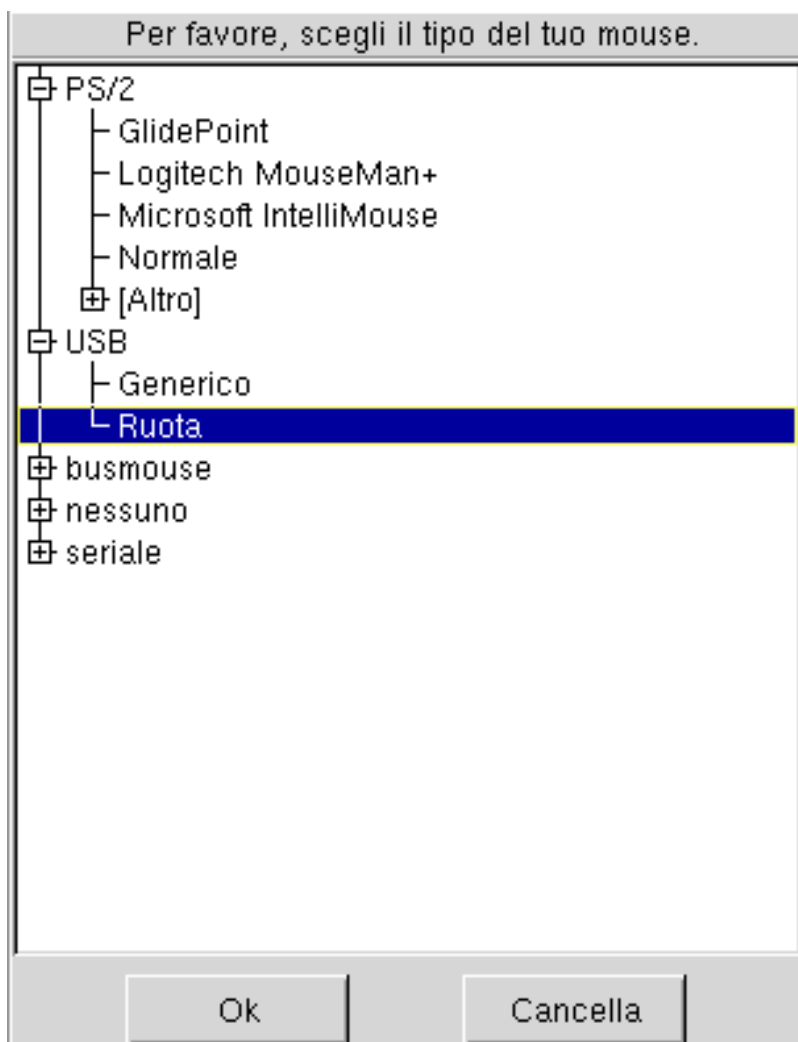 Per favore, scegli il tipo del tuo mouse.
PS/2
GlidePoint
Logitech MouseMan+
Microsoft IntelliMouse
Normale
[Altro]
USB
Generico
Ruota
busmouse
nessuno
seriale
Ok
Cancella